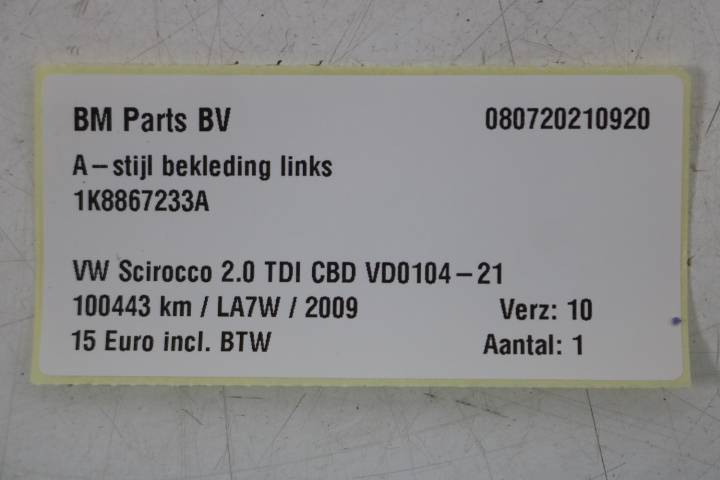 BM Parts BV 080720210920
A-stijl bekleding links
1K8867233A
VW Scirocco 2.0 TDI CBD VD0104-21
100443 km / LA7W / 2009 Verz: 10
15 Euro incl. BTW Aantal: 1